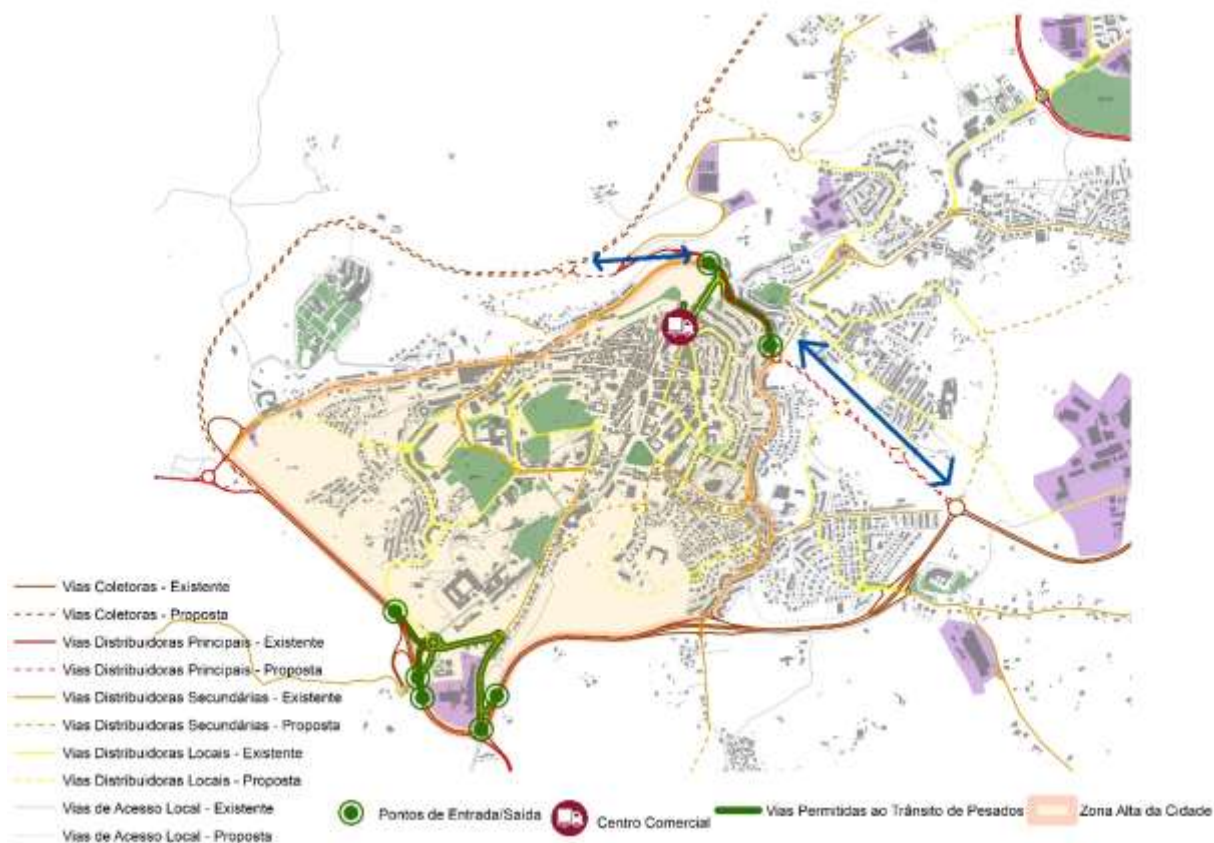 Vias Coletoras - Existente
Vias Coletoras - Proposta
Vias Distribuidoras Principais - Existente
Vias Distribuidoras Principais - Proposta
Vias Distribuidoras Secundárias - Existente
Vias Distribuidoras Secundárias - Proposta
Vias Distribuidoras Locais - Existente
Vias Distribuidoras Locais - Proposta
Vias de Acesso Local - Existente
Vias de Acesso Local - Proposta
Pontos de Entrada/Saída
Centro Comercial
Vias Permitidas ao Trânsito de Pesados
Zona Alta da Cidade